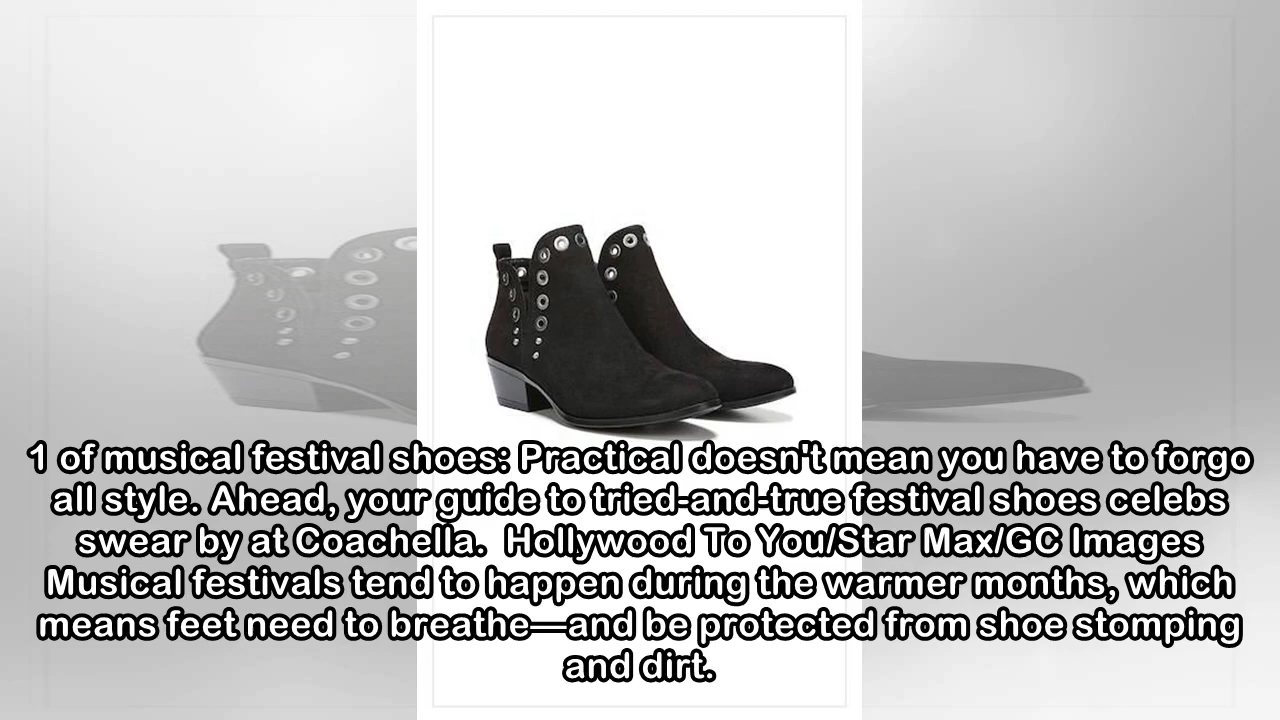 1 of musical festival shoes: Practical doesn't mean you have to forgo
all style. Ahead, your guide to tried-and-true festival shoes celebs
swear by at Coachella.  Hollywood To You/Star Max/GC Images
Musical festivals tend to happen during the warmer months, which
means feet need to breathe—and be protected from shoe stomping
and dirt.